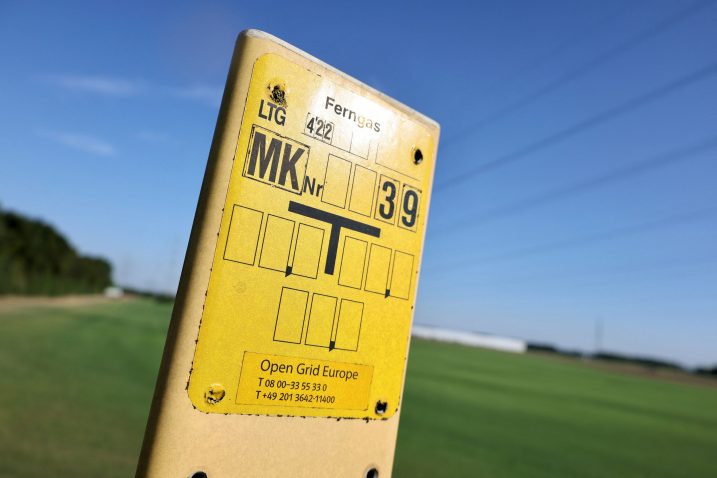 Ferngas
LTG 422
MK Nr 39
T
Open Grid Europe
T 08 00-33 55 33 0
T +49 201 3642-11400